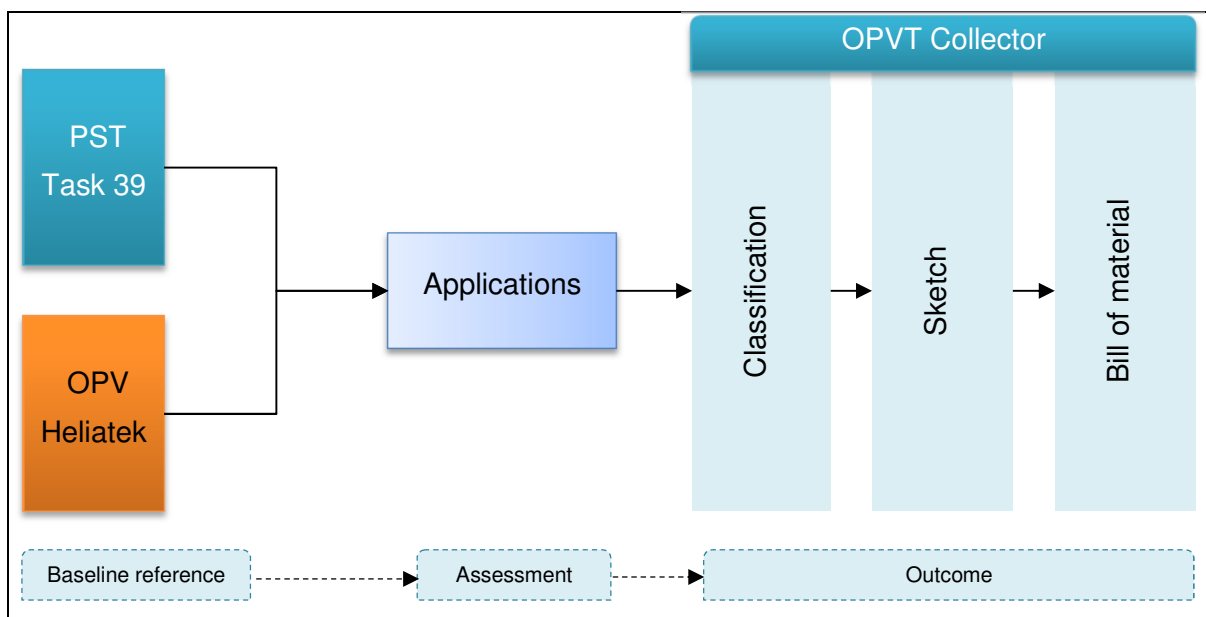 OPVT Collector
PST
Task 39
OPV
Heliatek
Applications
Classification
Sketch
Bill of material
Baseline reference
Assessment
Outcome